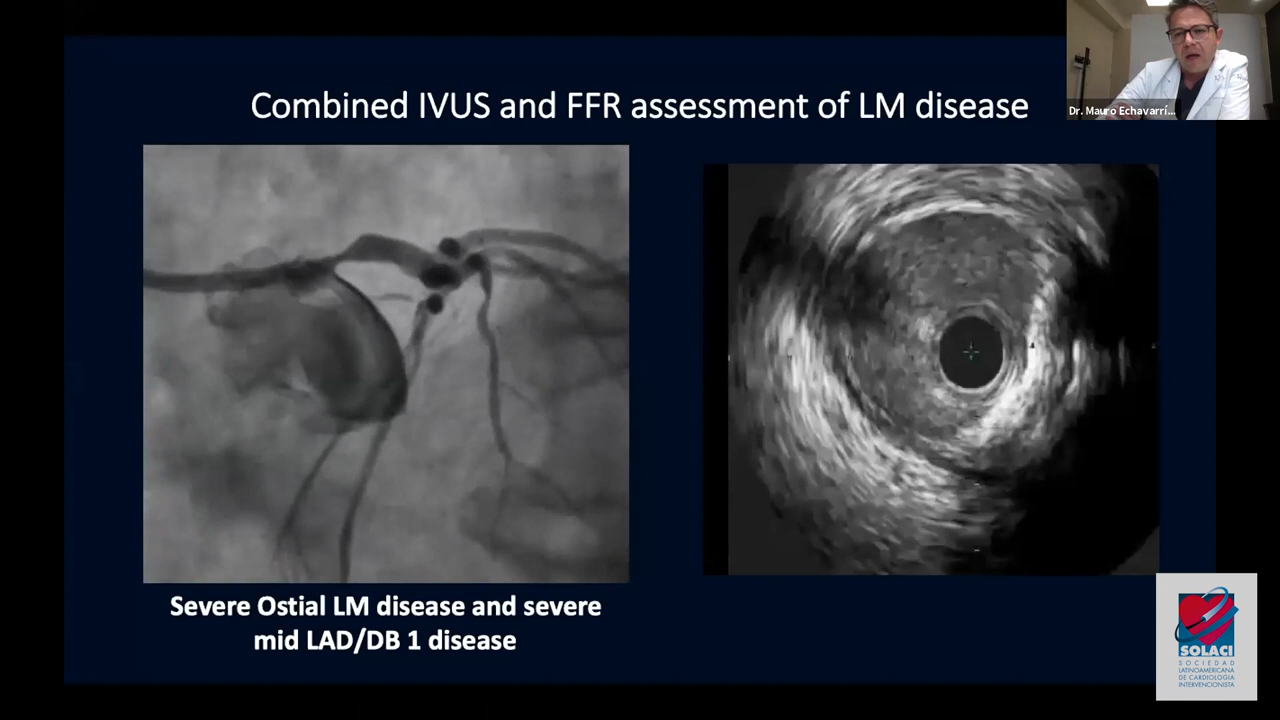 Combined IVUS and FFR assessment of LM disease
Dr. Mauro Echavarrí...
Severe Ostial LM disease and severe
mid LAD/DB 1 disease
SOLACI
SOCIEDAD
LATINOAMERICANA
DE CARDIOLOGIA
INTERVENCIONISTA